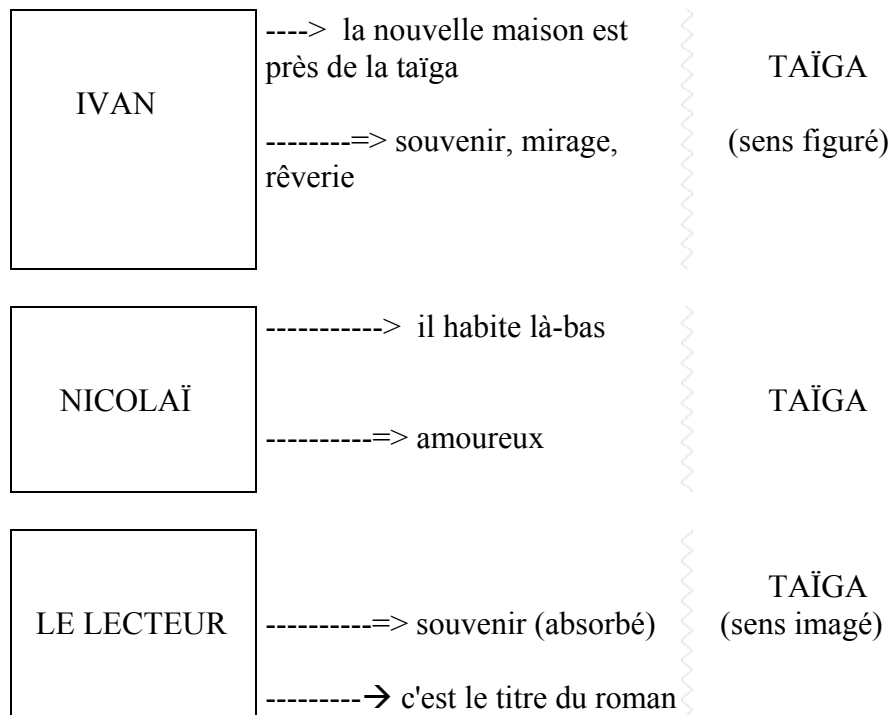 ----> la nouvelle maison est
près de la taïga
TAÏGA
IVAN
--------=> souvenir, mirage,
rêverie
(sens figuré)
-----------> il habite là-bas
NICOLAÏ
TAÏGA
----------=> amoureux
TAÏGA
LE LECTEUR
----------=> souvenir (absorbé)
(sens imagé)
---------→ c'est le titre du roman